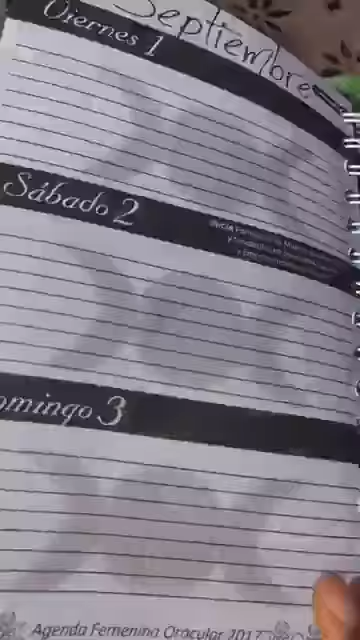 Septiembre
Viernes 1
Sábado 2
omingo 3
Agenda Femenina Oracular 2017